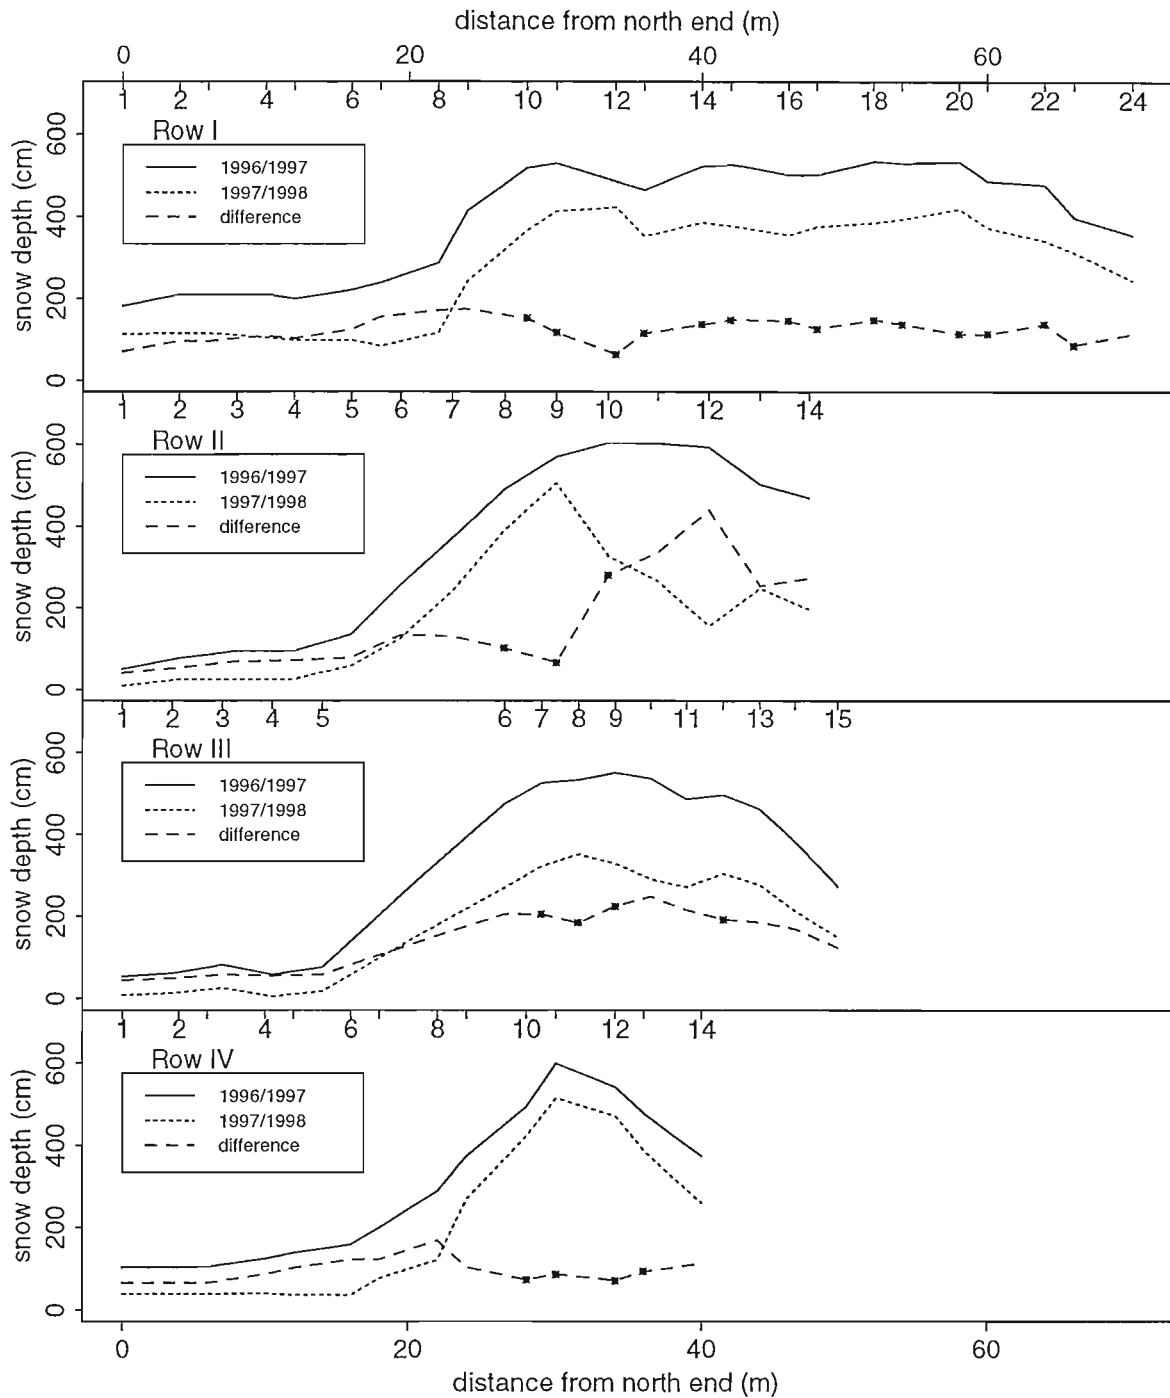 distance from north end (m)
0 20 40 60
1 2 4 6 8 10 12 14 16 18 20 22 24
600
400
200
0
snow depth (cm)
Row I
1996/1997
1997/1998
difference
1 2 3 4 5 6 7 8 9 10 12 14
600
400
200
0
snow depth (cm)
Row II
1996/1997
1997/1998
difference
1 2 3 4 5 6 7 8 9 11 13 15
600
400
200
0
snow depth (cm)
Row III
1996/1997
1997/1998
difference
1 2 4 6 8 10 12 14
600
400
200
0
snow depth (cm)
Row IV
1996/1997
1997/1998
difference
0 20 40 60
distance from north end (m)